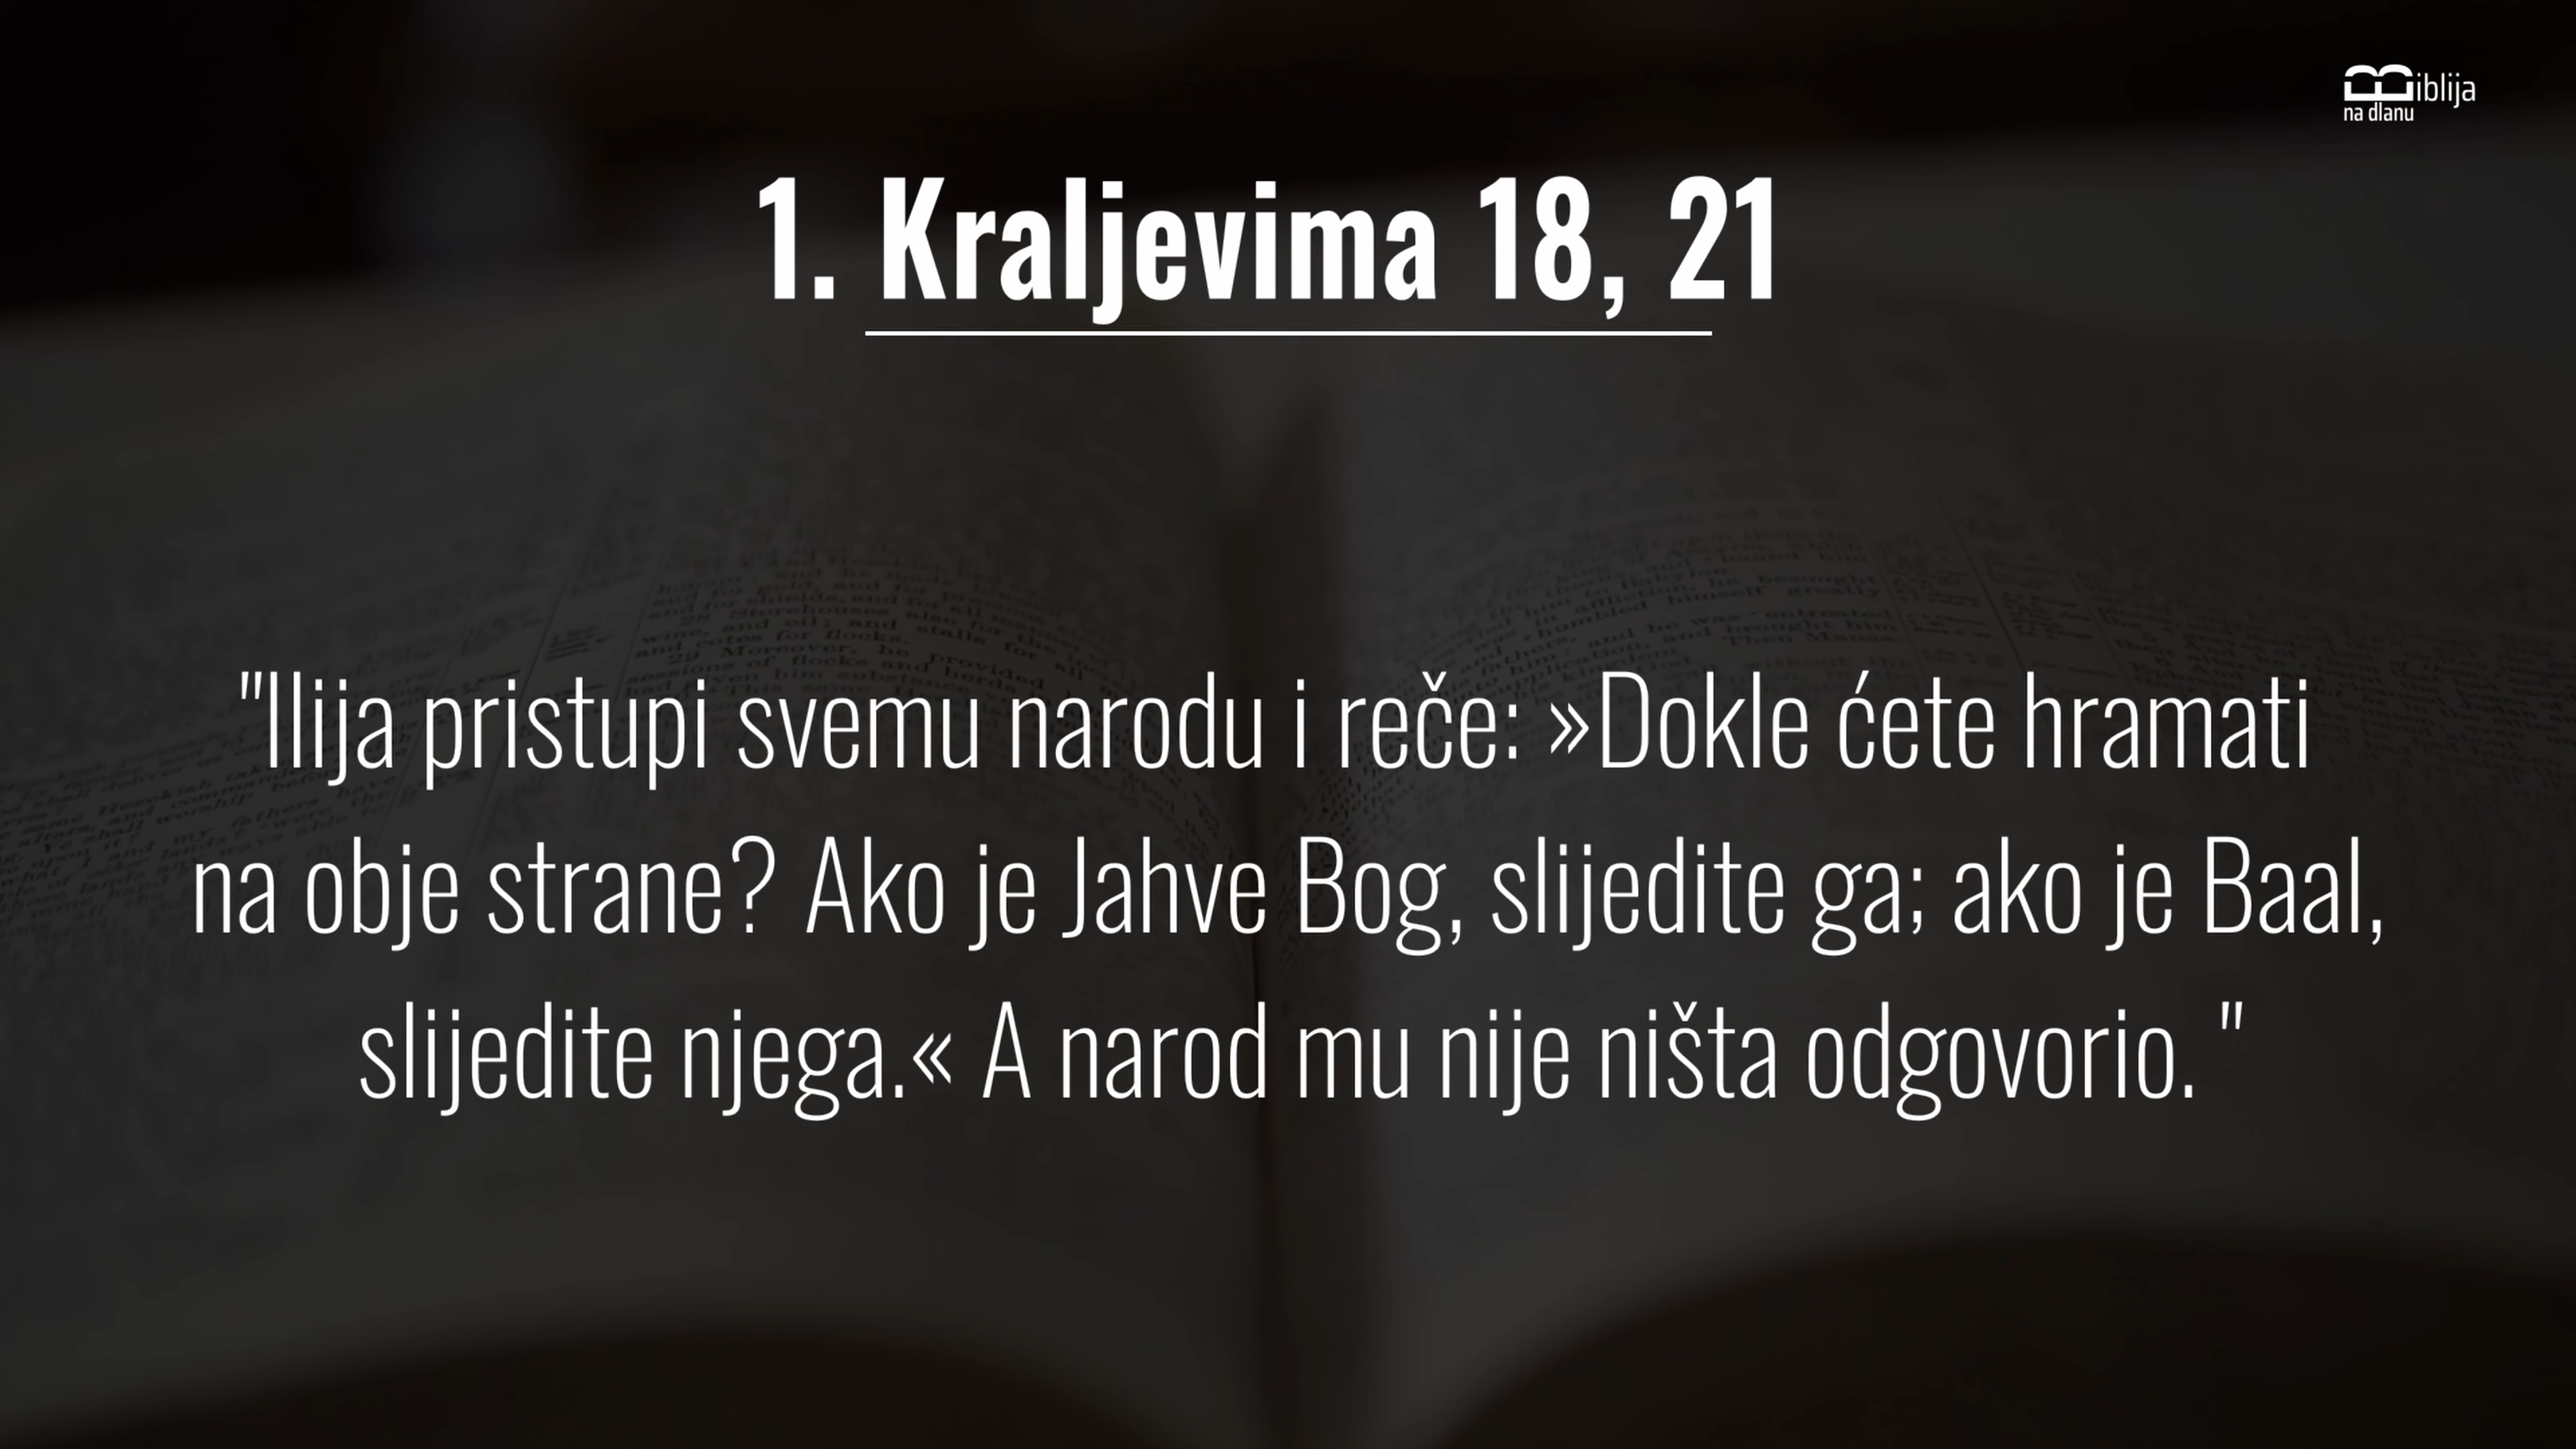 Biblija
na dlanu
1. Kraljevima 18, 21
"Ilija pristupi svemu narodu i reče: »Dokle ćete hramati
na obje strane? Ako je Jahve Bog, slijedite ga; ako je Baal,
slijedite njega.« A narod mu nije ništa odgovorio. "